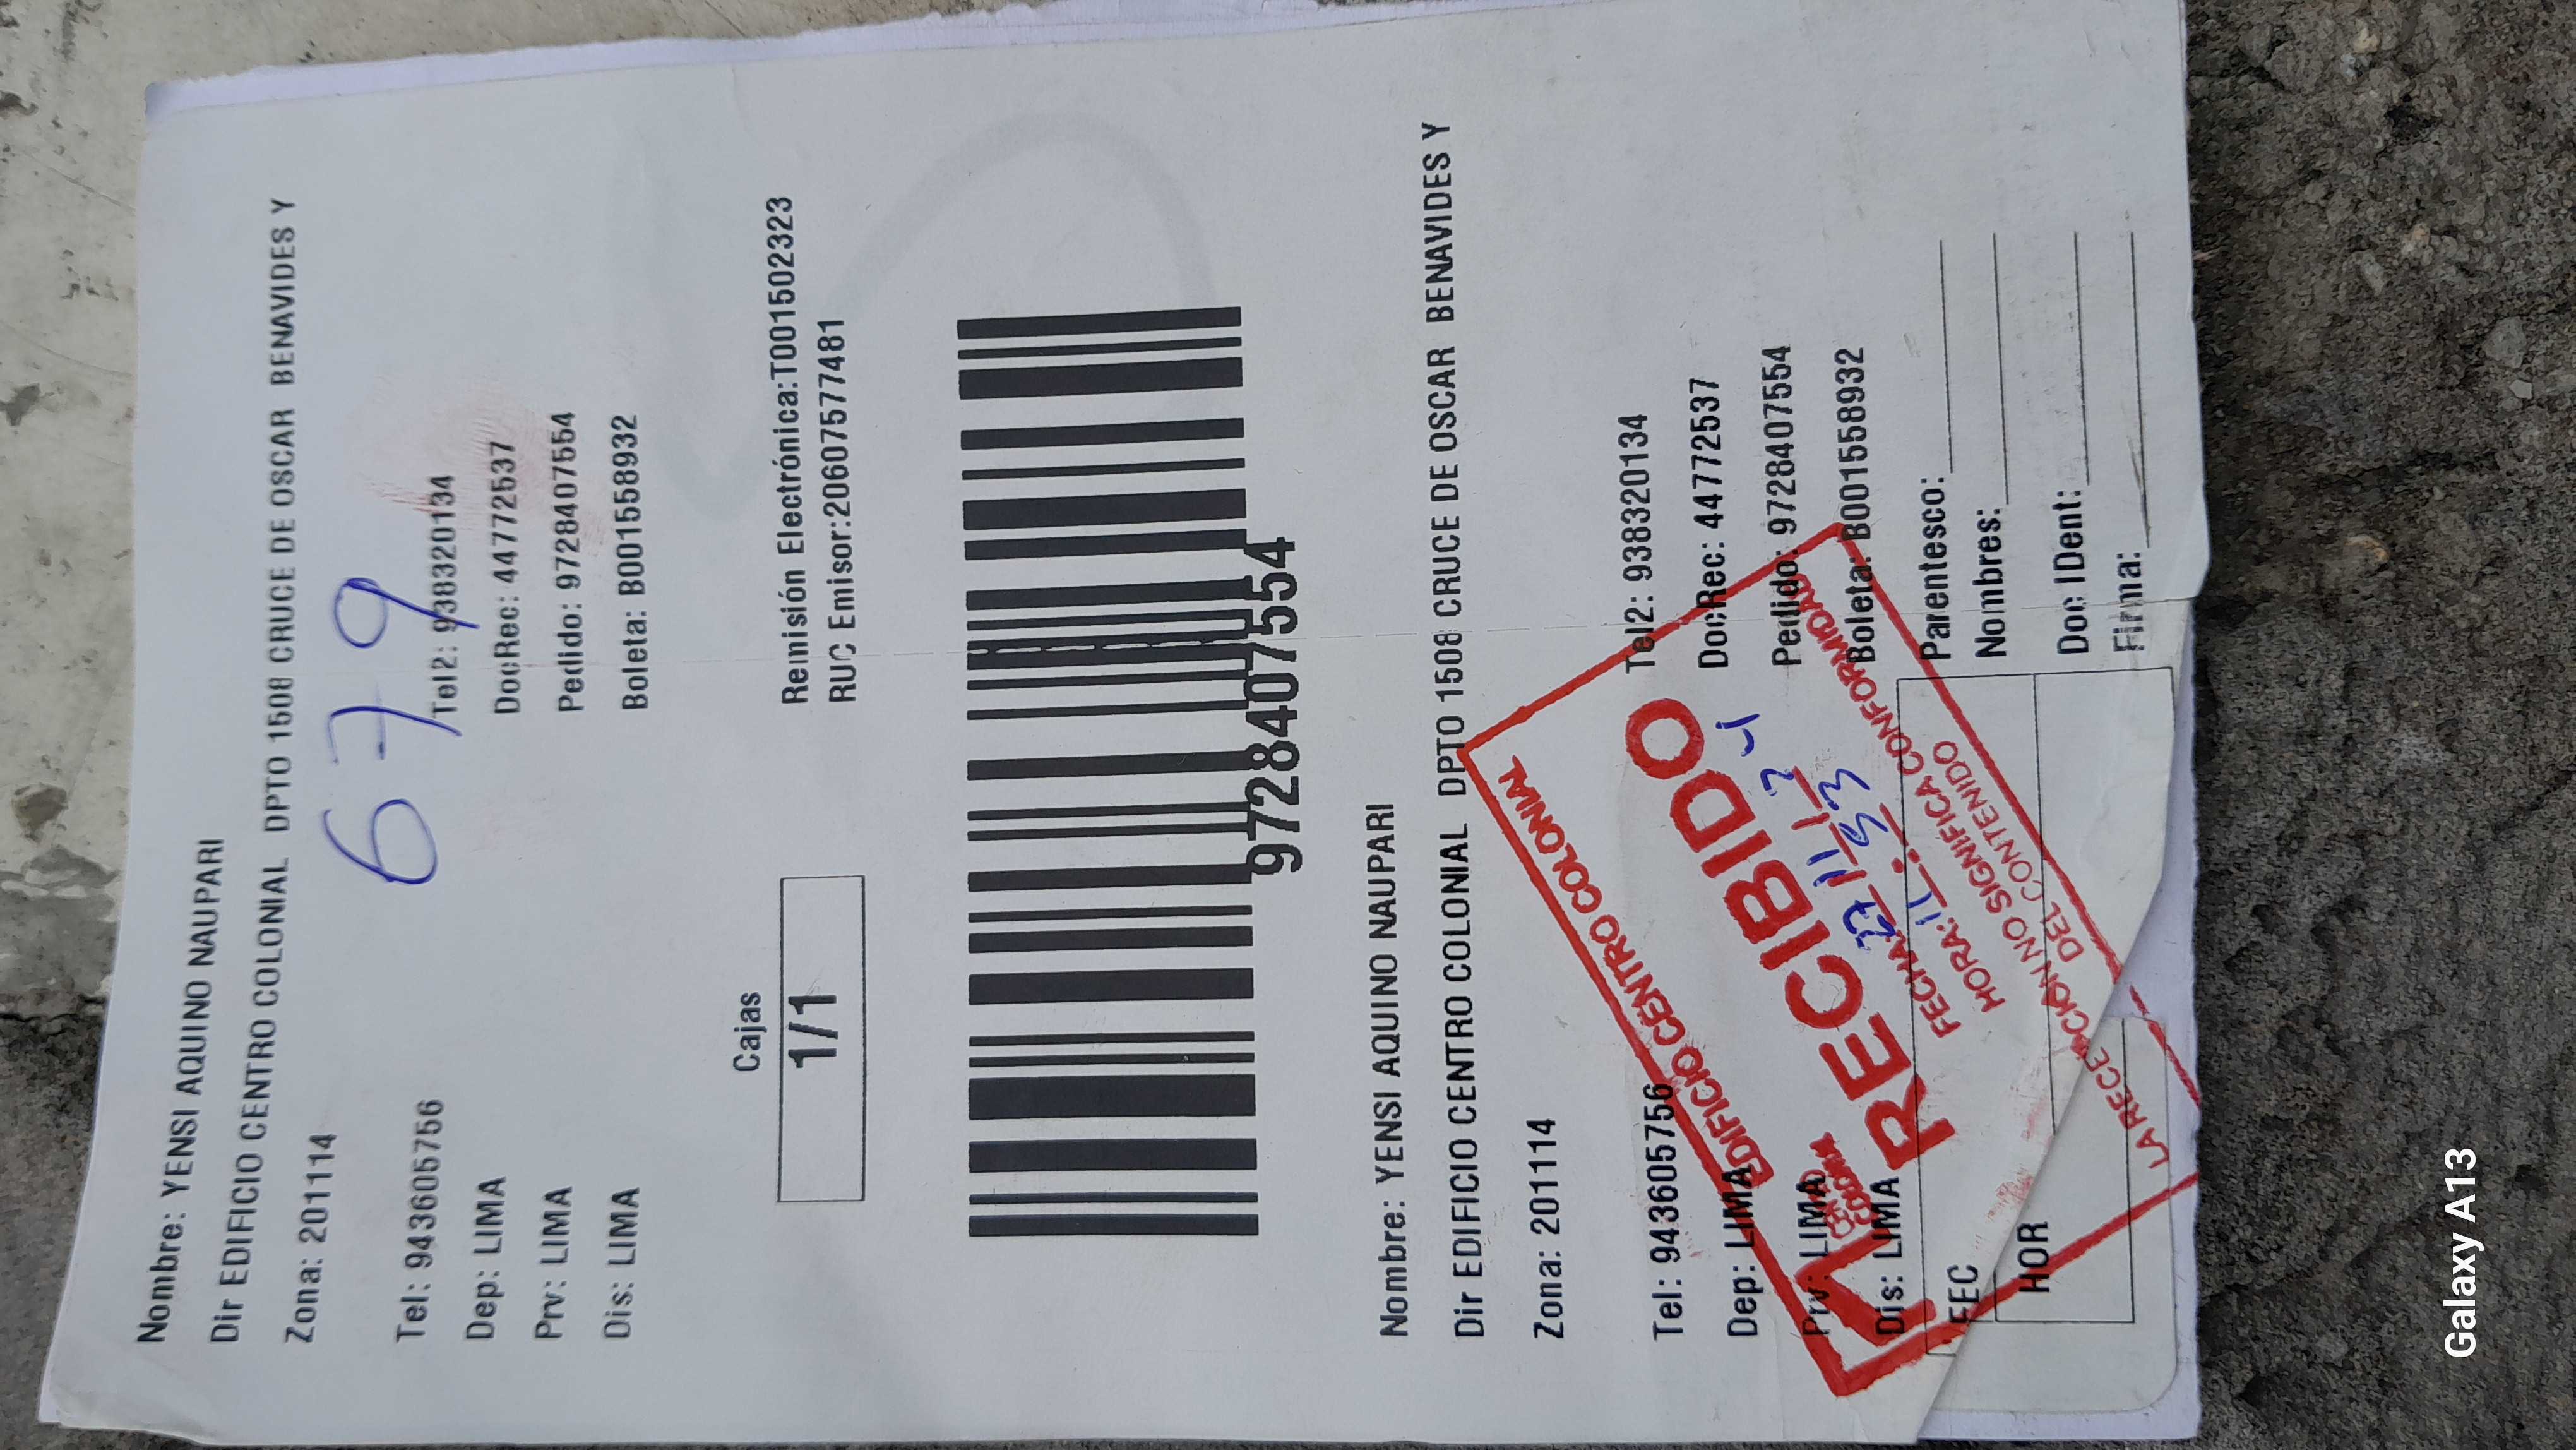 Nombre: YENSI AQUINO NAUPARI
Dir EDIFICIO CENTRO COLONIAL DPTO 1508 CRUCE DE OSCAR BENAVIDES Y
Zona: 201114
679
Tel: 943605756 Tel2: 938320134
Dep: LIMA DocRec: 44772537
Prv: LIMA Pedido: 9728407554
Dis: LIMA Boleta: B001558932
Cajas
1/1
Remisión Electrónica:T001502323
RUC Emisor:20607577481
9728407554
Nombre: YENSI AQUINO NAUPARI
Dir EDIFICIO CENTRO COLONIAL DPTO 1508 CRUCE DE OSCAR BENAVIDES Y
Zona: 201114
Tel: 943605756 Tel2: 938320134
Dep: LIMA DocRec: 44772537
Prv: LIMA Pedido: 9728407554
Dis: LIMA Boleta: B001558932
EDIFICIO CENTRO COLONIAL
CENTRO COLONIAL
RECIBIDO
FECHA:
HORA:
LA RECEPCIÓN NO SIGNIFICA CONFORMIDAD
DEL CONTENIDO
FEC
HOR
Parentesco:
Nombres:
Doc IDent:
Firma:
Galaxy A13